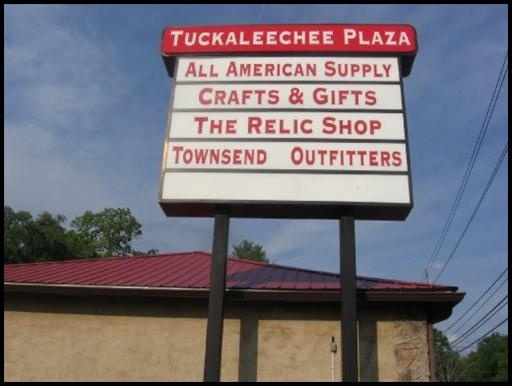 TUCKALEECHEE PLAZA
ALL AMERICAN SUPPLY
CRAFTS & GIFTS
THE RELIC SHOP
TOWNSEND OUTFITTERS